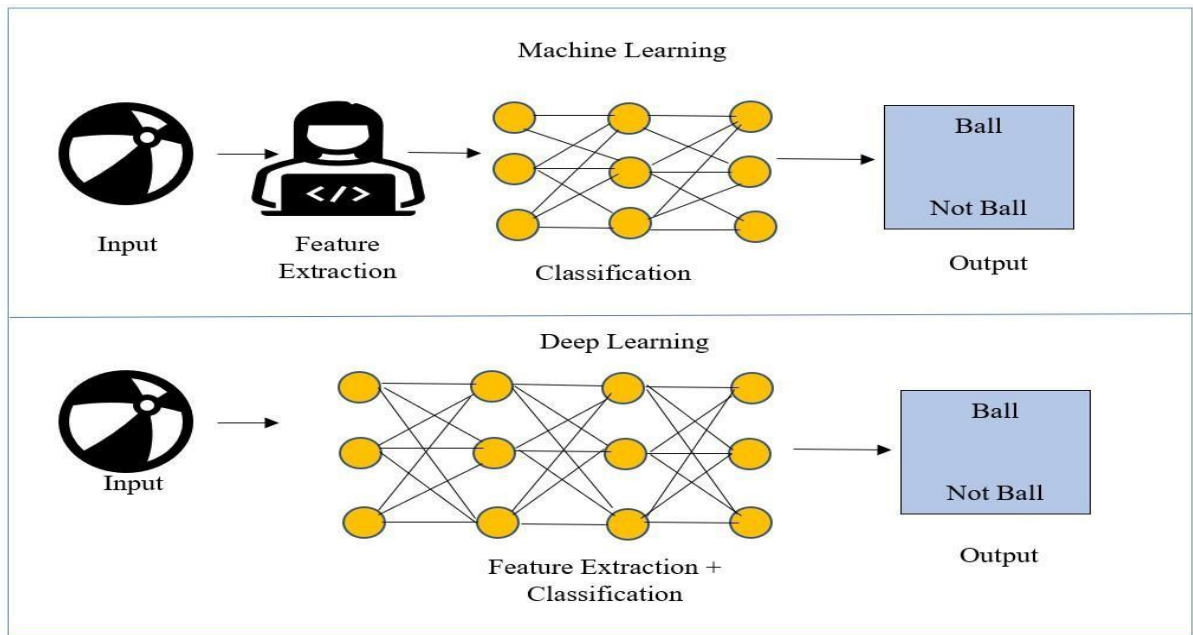 Machine Learning
Ball
Not Ball
Input
Feature
Extraction
</>
Classification
Output
Deep Learning
Ball
Not Ball
Input
Feature Extraction +
Classification
Output